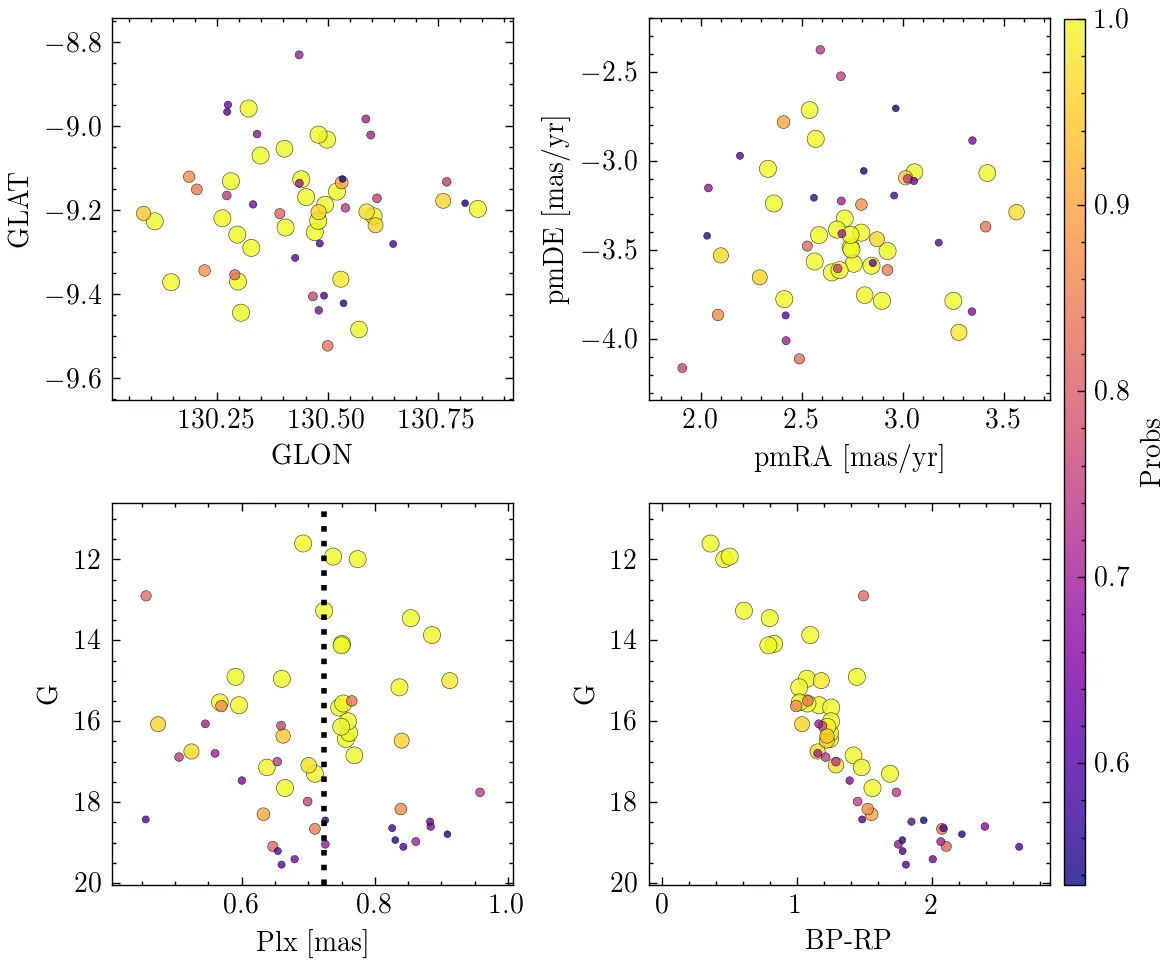 −8.8
−9.0
−9.2
−9.4
−9.6
GLAT
130.25 130.50 130.75
GLON
−2.5
−3.0
−3.5
−4.0
pmDE [mas/yr]
2.0 2.5 3.0 3.5
pmRA [mas/yr]
1.0
0.9
0.8
0.7
0.6
Probs
12
14
16
18
20
G
0.6 0.8 1.0
Plx [mas]
12
14
16
18
20
G
0 1 2
BP-RP